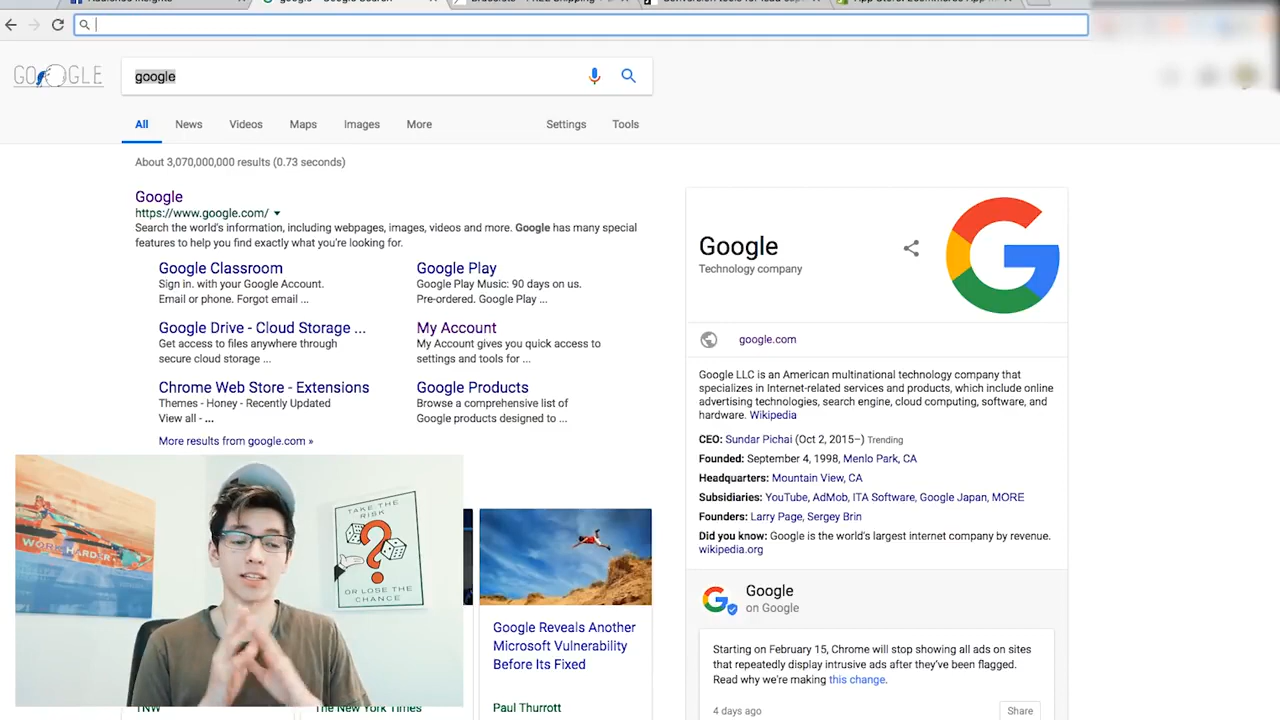 google - Google Search
GOOGLE
google
All
News
Videos
Maps
Images
More
Settings
Tools
About 3,070,000,000 results (0.73 seconds)
Google
https://www.google.com/
Search the world's information, including webpages, images, videos and more. Google has many special
features to help you find exactly what you're looking for.
Google Classroom
Sign in. with your Google Account.
Email or phone. Forgot email ...
Google Play
Google Play Music: 90 days on us.
Pre-ordered. Google Play ...
Google Drive - Cloud Storage ...
Get access to files anywhere through
secure cloud storage ...
My Account
My Account gives you quick access to
settings and tools for ...
Chrome Web Store - Extensions
Themes - Honey - Recently Updated
View all - ...
Google Products
Browse a comprehensive list of
Google products designed to ...
More results from google.com »
WORK HARDER
TAKE THE
RISK
?
OR LOSE THE
CHANCE
Google Reveals Another
Microsoft Vulnerability
Before Its Fixed
TNW
The New York Times
Paul Thurrott
Google
Technology company
google.com
Google LLC is an American multinational technology company that
specializes in Internet-related services and products, which include online
advertising technologies, search engine, cloud computing, software, and
hardware. Wikipedia
CEO: Sundar Pichai (Oct 2, 2015–) Trending
Founded: September 4, 1998, Menlo Park, CA
Headquarters: Mountain View, CA
Subsidiaries: YouTube, AdMob, ITA Software, Google Japan, MORE
Founders: Larry Page, Sergey Brin
Did you know: Google is the world's largest internet company by revenue.
wikipedia.org
Google
on Google
Starting on February 15, Chrome will stop showing all ads on sites
that repeatedly display intrusive ads after they've been flagged.
Read why we're making this change.
4 days ago
Share